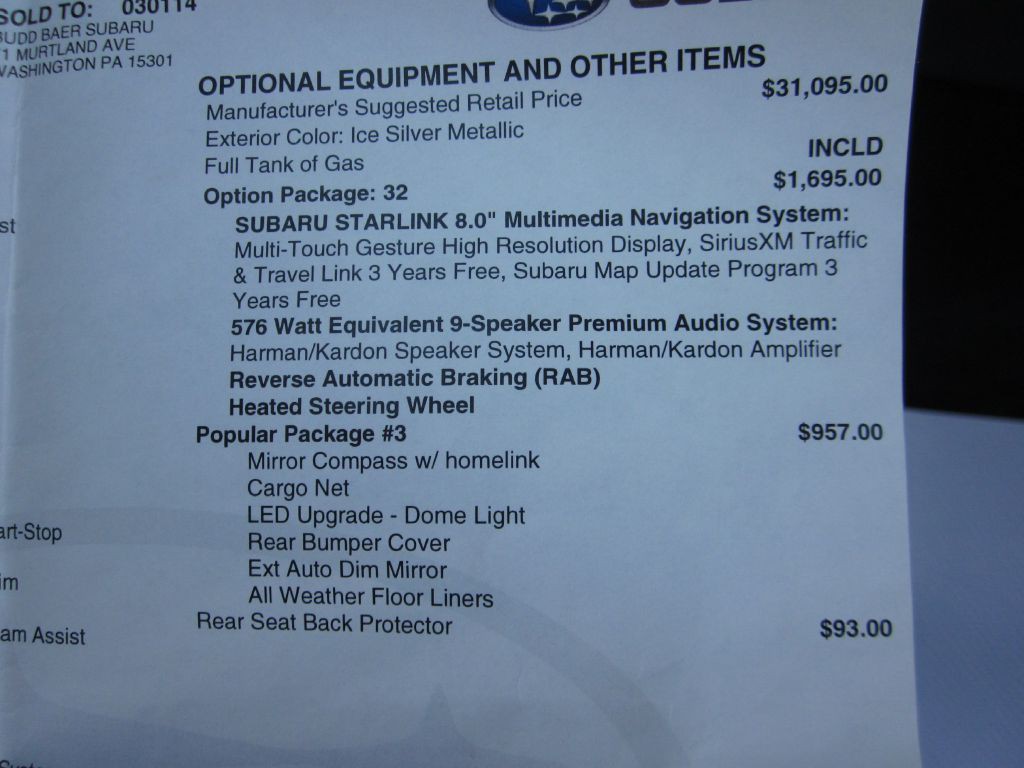 SOLD TO: 030114
BUDD BAER SUBARU
1 MURTLAND AVE
WASHINGTON PA 15301
OPTIONAL EQUIPMENT AND OTHER ITEMS
Manufacturer's Suggested Retail Price $31,095.00
Exterior Color: Ice Silver Metallic
Full Tank of Gas INCLD
Option Package: 32 $1,695.00
SUBARU STARLINK 8.0" Multimedia Navigation System:
Multi-Touch Gesture High Resolution Display, SiriusXM Traffic
& Travel Link 3 Years Free, Subaru Map Update Program 3
Years Free
576 Watt Equivalent 9-Speaker Premium Audio System:
Harman/Kardon Speaker System, Harman/Kardon Amplifier
Reverse Automatic Braking (RAB)
Heated Steering Wheel
Popular Package #3 $957.00
Mirror Compass w/ homelink
Cargo Net
LED Upgrade - Dome Light
Rear Bumper Cover
Ext Auto Dim Mirror
All Weather Floor Liners
Rear Seat Back Protector $93.00
st
art-Stop
im
am Assist